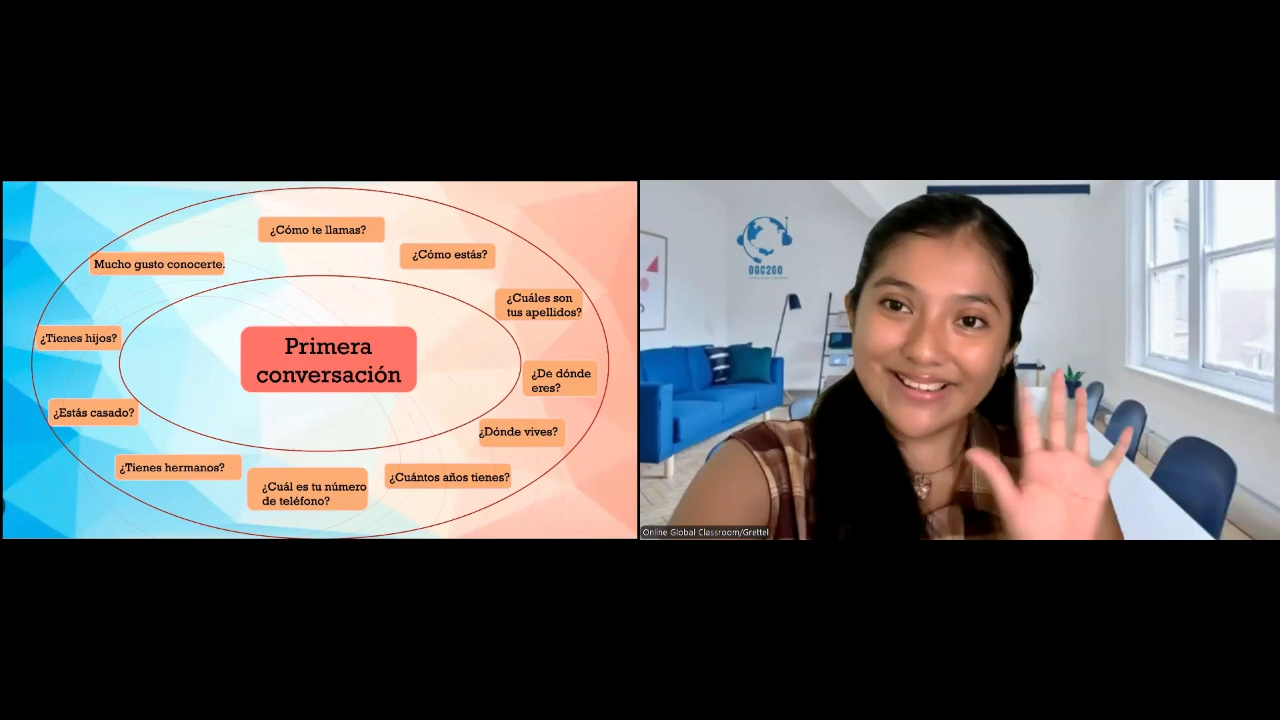 ¿Cómo te llamas?
¿Cómo estás?
¿Cuáles son
tus apellidos?
¿De dónde
eres?
¿Dónde vives?
¿Cuántos años tienes?
¿Cuál es tu número
de teléfono?
¿Tienes hermanos?
¿Estás casado?
¿Tienes hijos?
Mucho gusto conocerte.
Primera
conversación
OGC2GO
Online Global Classroom/Grettel